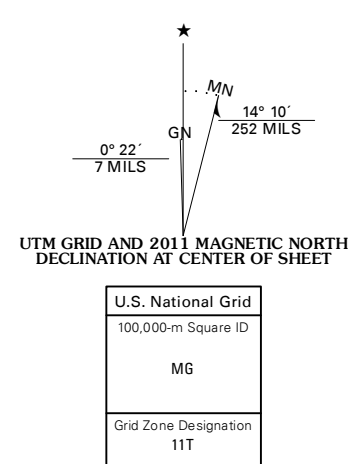 ★
MN
14° 10´
252 MILS
GN
0° 22´
7 MILS
UTM GRID AND 2011 MAGNETIC NORTH
DECLINATION AT CENTER OF SHEET
U.S. National Grid
100,000-m Square ID
MG
Grid Zone Designation
11T